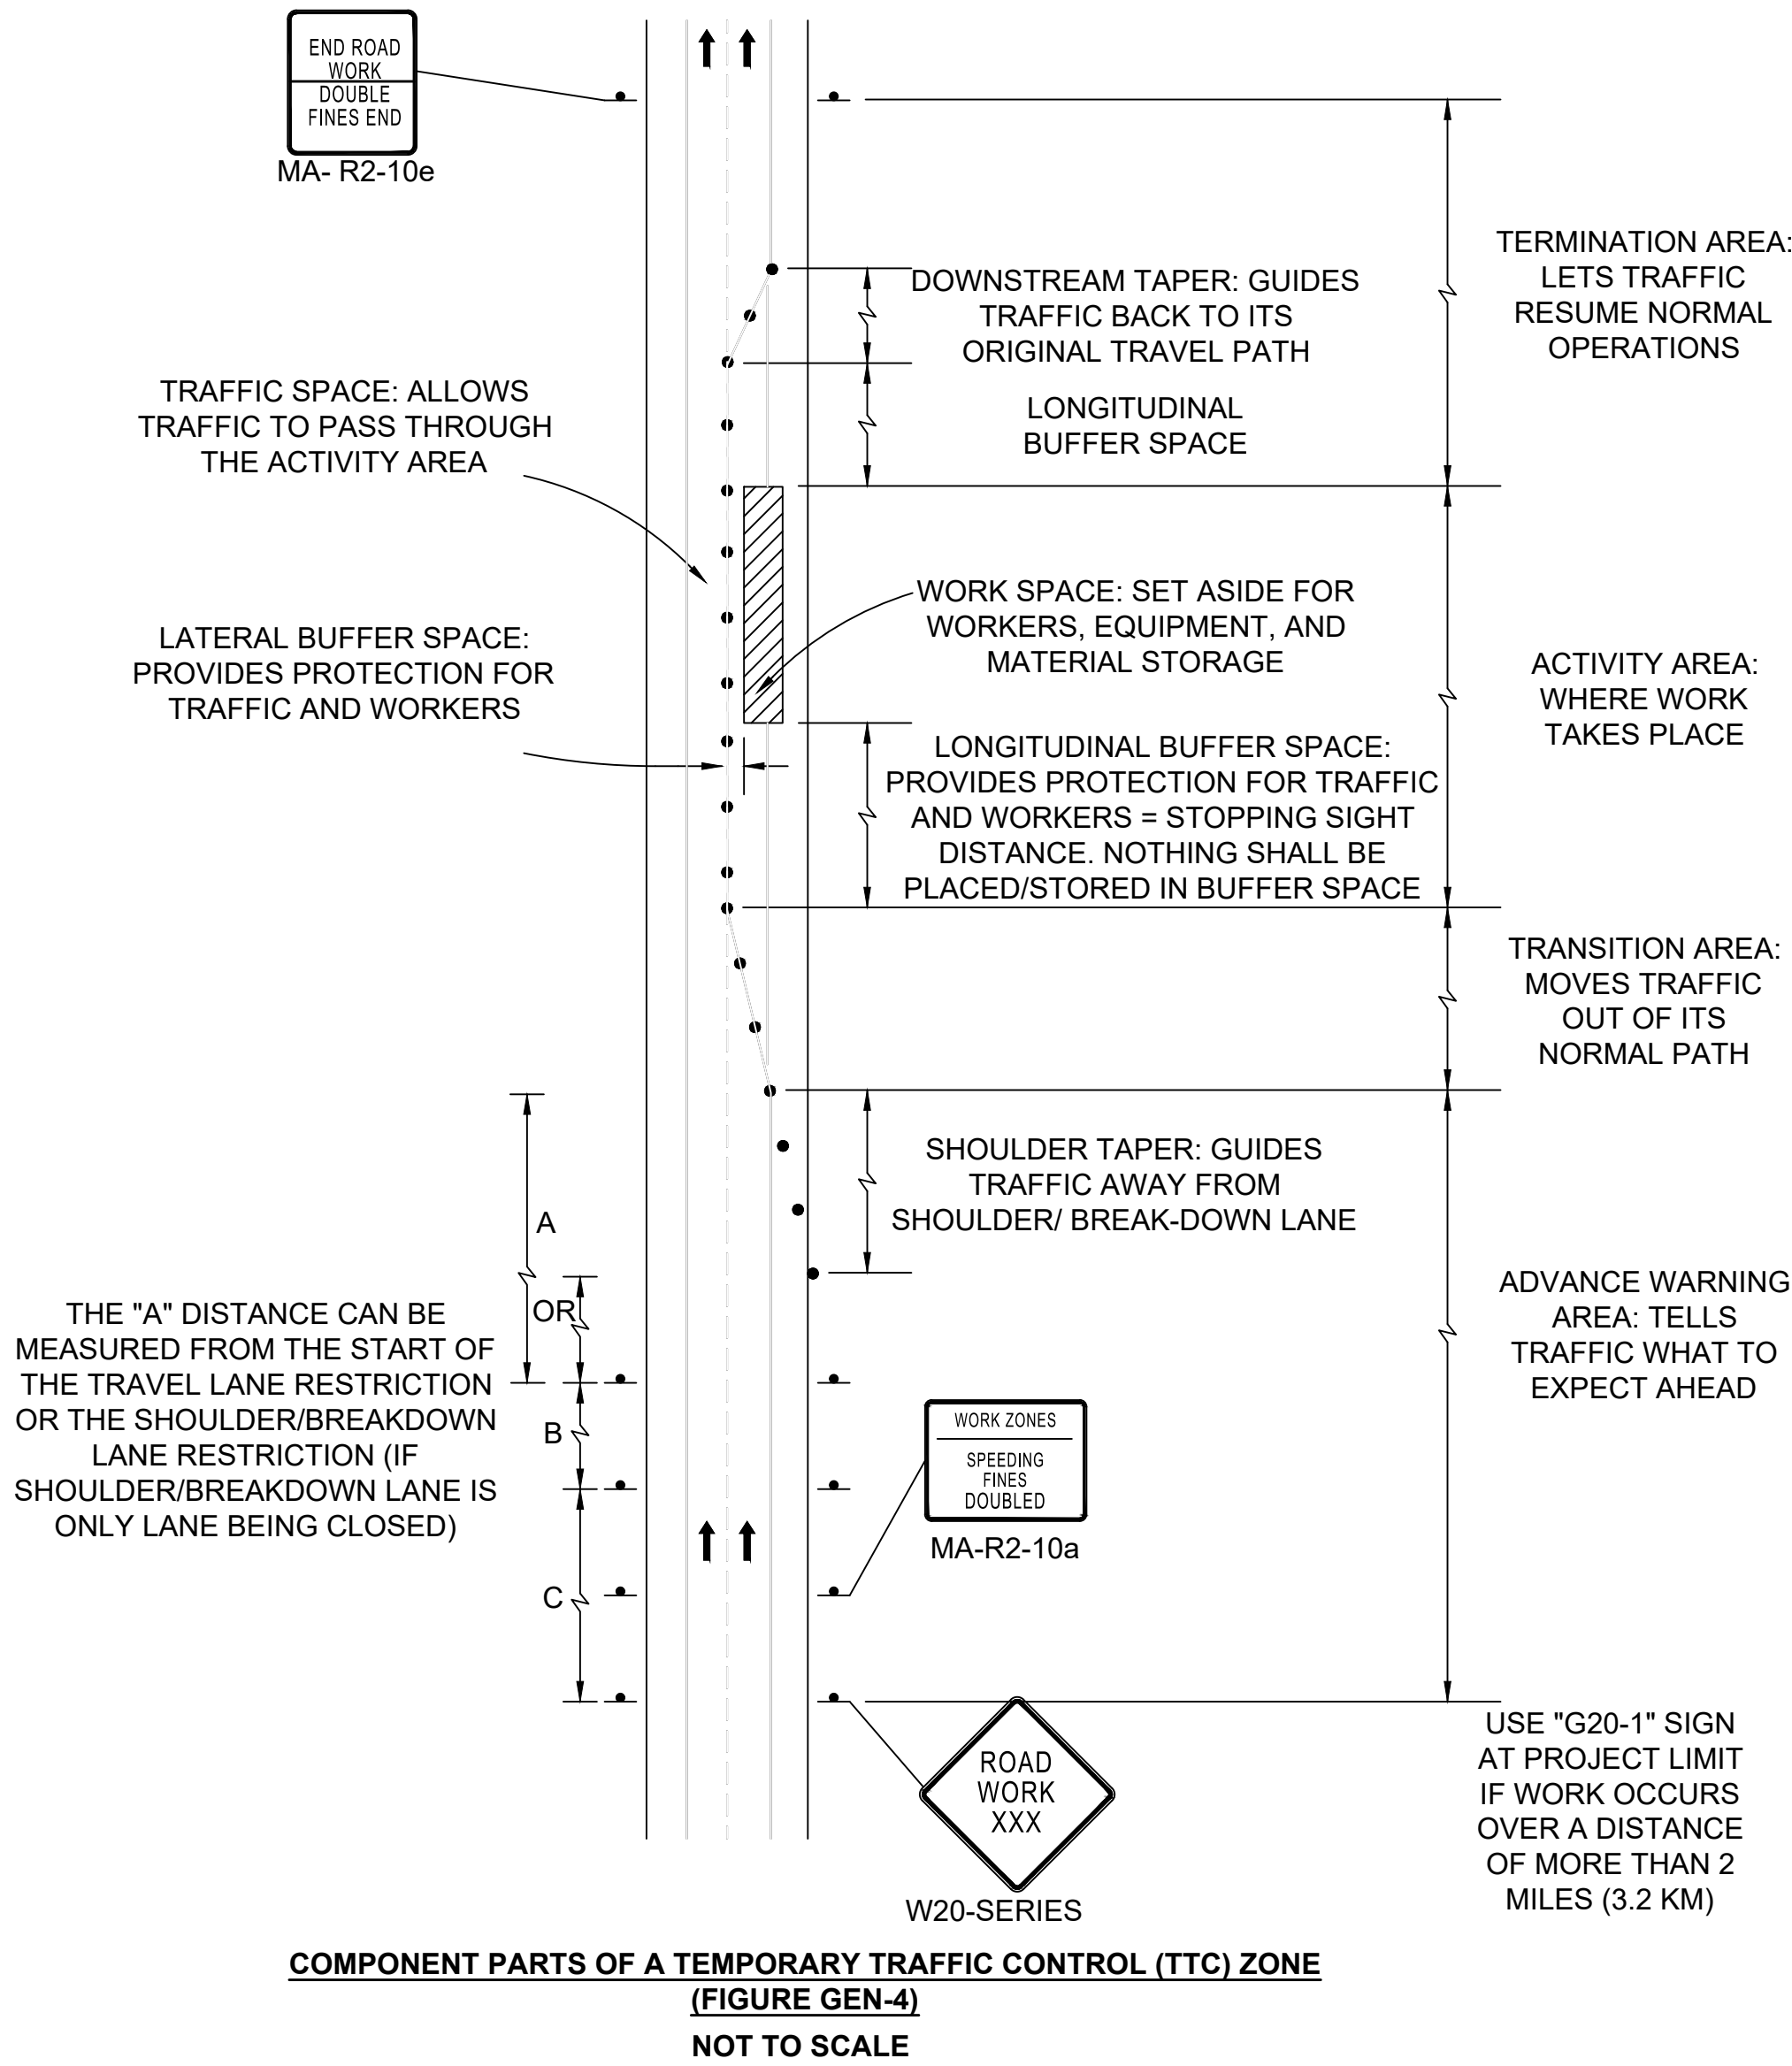 END ROAD
WORK
DOUBLE
FINES END
MA- R2-10e
TERMINATION AREA:
LETS TRAFFIC
RESUME NORMAL
OPERATIONS
DOWNSTREAM TAPER: GUIDES
TRAFFIC BACK TO ITS
ORIGINAL TRAVEL PATH
LONGITUDINAL
BUFFER SPACE
TRAFFIC SPACE: ALLOWS
TRAFFIC TO PASS THROUGH
THE ACTIVITY AREA
WORK SPACE: SET ASIDE FOR
WORKERS, EQUIPMENT, AND
MATERIAL STORAGE
LATERAL BUFFER SPACE:
PROVIDES PROTECTION FOR
TRAFFIC AND WORKERS
ACTIVITY AREA:
WHERE WORK
TAKES PLACE
LONGITUDINAL BUFFER SPACE:
PROVIDES PROTECTION FOR TRAFFIC
AND WORKERS = STOPPING SIGHT
DISTANCE. NOTHING SHALL BE
PLACED/STORED IN BUFFER SPACE
TRANSITION AREA:
MOVES TRAFFIC
OUT OF ITS
NORMAL PATH
SHOULDER TAPER: GUIDES
TRAFFIC AWAY FROM
SHOULDER/ BREAK-DOWN LANE
A
OR
B
C
THE "A" DISTANCE CAN BE
MEASURED FROM THE START OF
THE TRAVEL LANE RESTRICTION
OR THE SHOULDER/BREAKDOWN
LANE RESTRICTION (IF
SHOULDER/BREAKDOWN LANE IS
ONLY LANE BEING CLOSED)
ADVANCE WARNING
AREA: TELLS
TRAFFIC WHAT TO
EXPECT AHEAD
WORK ZONES
SPEEDING
FINES
DOUBLED
MA-R2-10a
ROAD
WORK
XXX
W20-SERIES
USE "G20-1" SIGN
AT PROJECT LIMIT
IF WORK OCCURS
OVER A DISTANCE
OF MORE THAN 2
MILES (3.2 KM)
COMPONENT PARTS OF A TEMPORARY TRAFFIC CONTROL (TTC) ZONE
(FIGURE GEN-4)
NOT TO SCALE